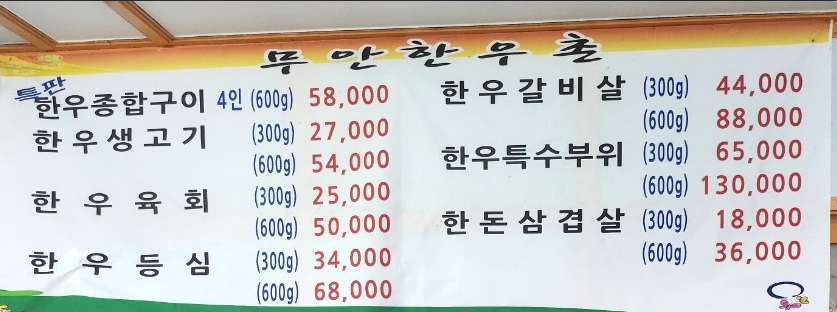 무안한우촌
특판
한우종합구이 4인 (600g) 58,000
한우생고기 (300g) 27,000
(600g) 54,000
한우육회 (300g) 25,000
(600g) 50,000
한우등심 (300g) 34,000
(600g) 68,000
한우갈비살 (300g) 44,000
(600g) 88,000
한우특수부위 (300g) 65,000
(600g) 130,000
한돈삼겹살 (300g) 18,000
(600g) 36,000